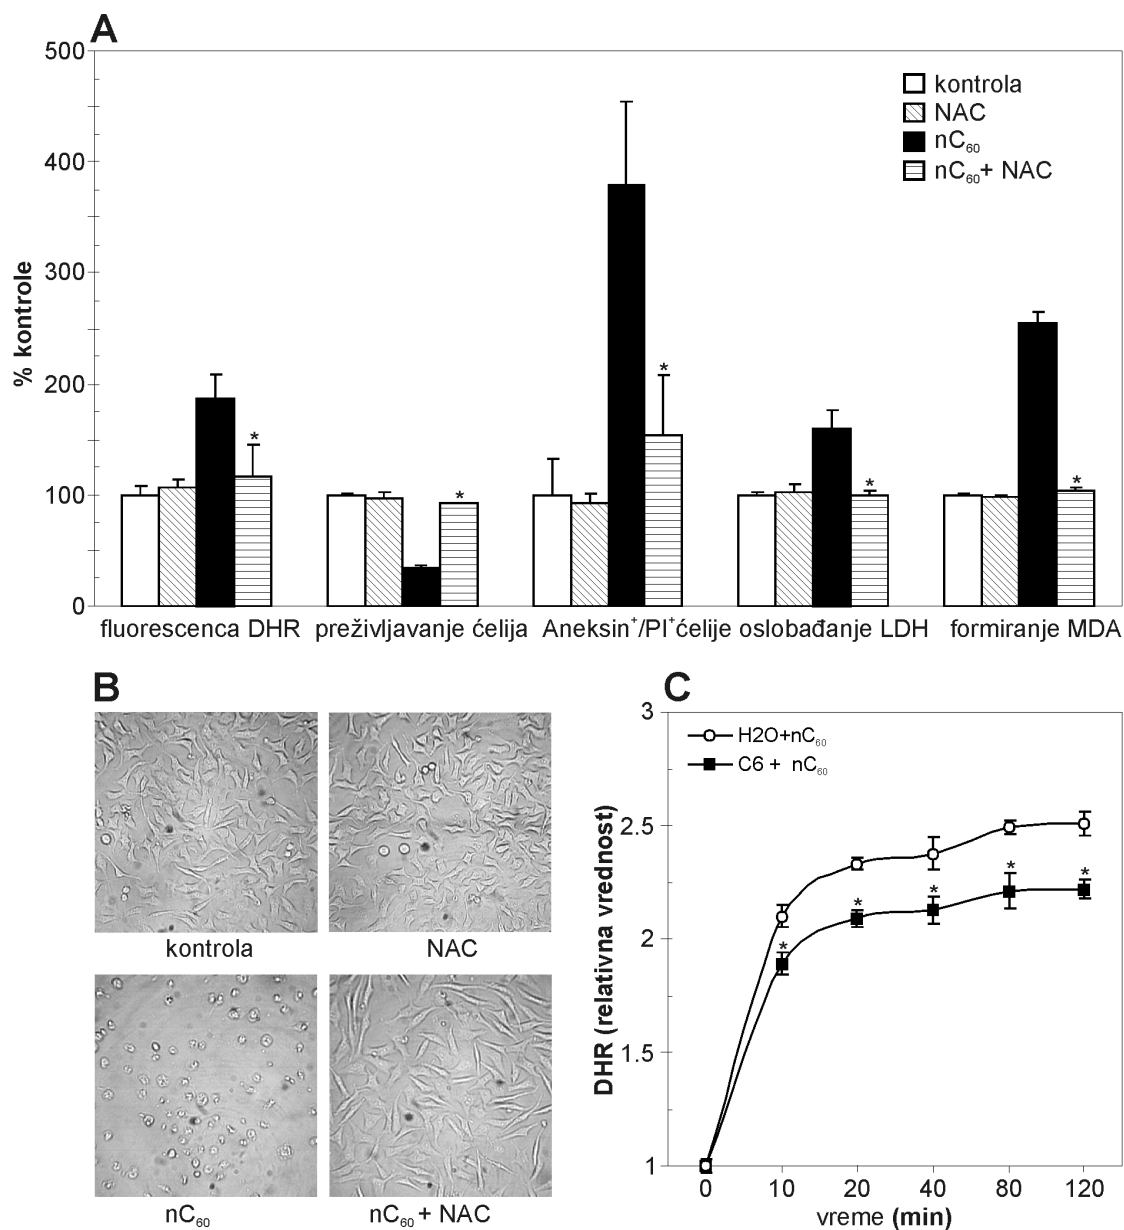 A
500
400
300
200
100
0
% kontrole
kontrola
NAC
nC60
nC60+ NAC
*
*
*
*
*
fluorescenca DHR
preživljavanje ćelija
Aneksin+/PI+ćelije
oslobađanje LDH
formiranje MDA
B
kontrola
NAC
nC60
nC60 + NAC
C
3
2.5
2
1.5
1
DHR (relativna vrednost)
H2O+nC60
C6 + nC60
*
*
*
*
*
0 10 20 40 80 120
vreme (min)